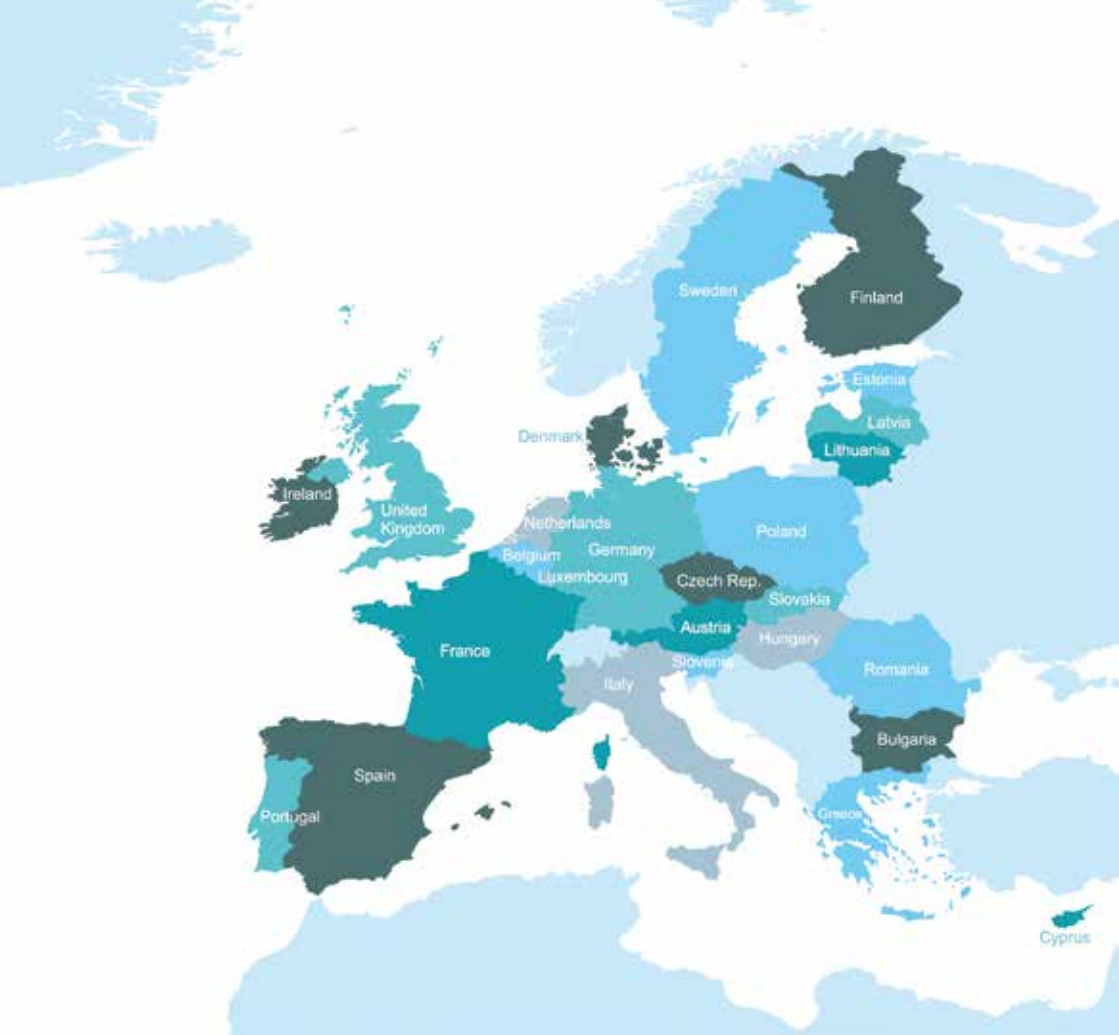 Sweden
Finland
Estonia
Latvia
Denmark
Lithuania
Ireland
United
Kingdom
Netherlands
Poland
Belgium
Germany
Luxembourg
Czech Rep.
Slovakia
Austria
Hungary
France
Slovenia
Romania
Italy
Bulgaria
Spain
Portugal
Greece
Cyprus